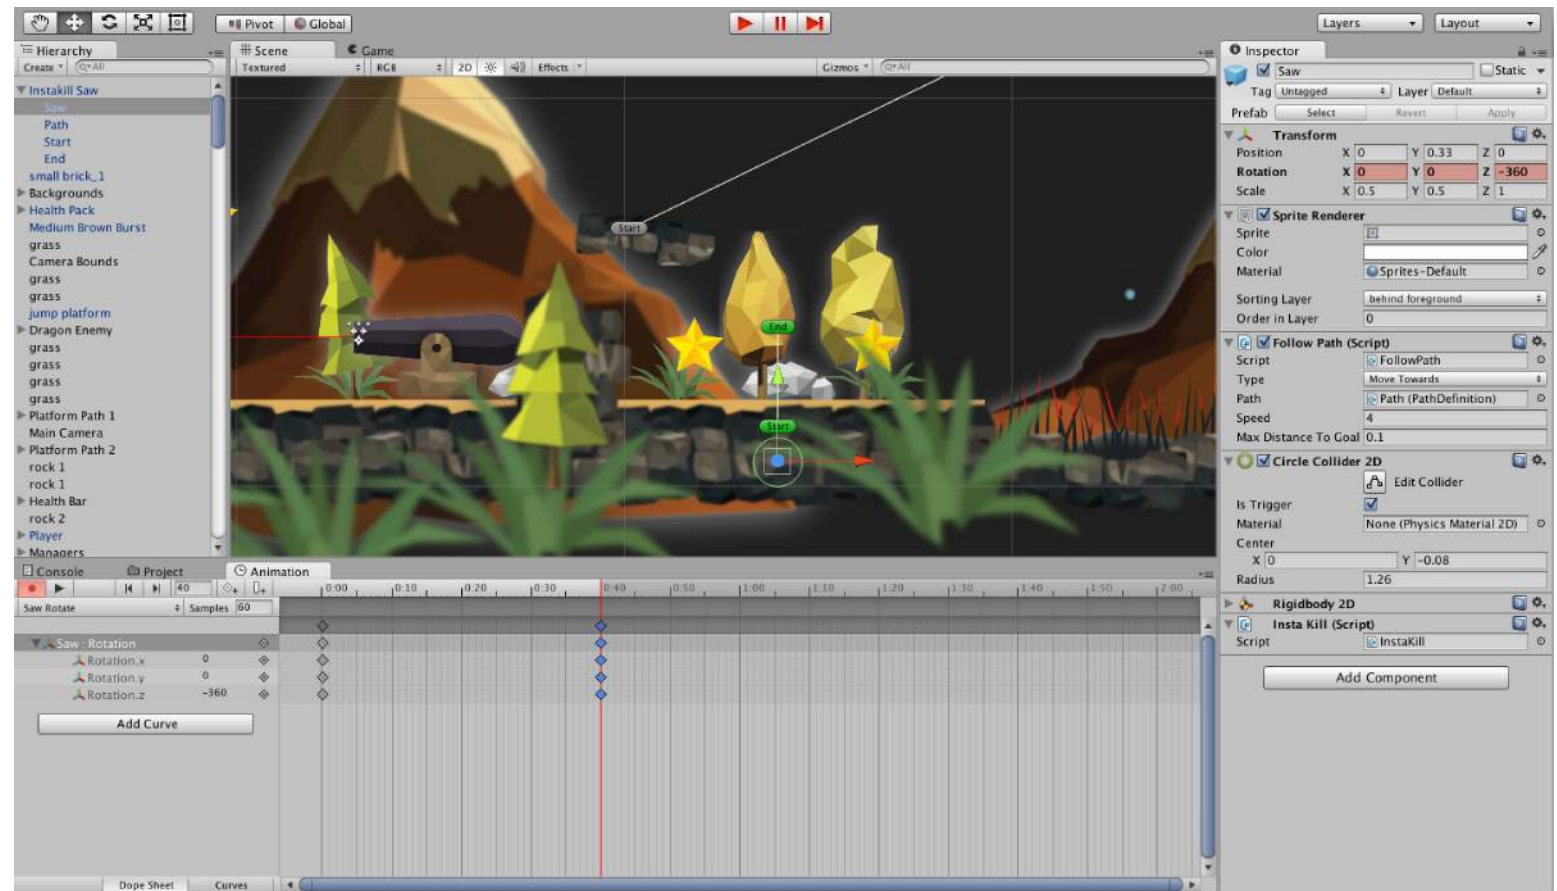 Pivot Global Layers Layout
Hierarchy
Create All
Instakill Saw
Saw
Path
Start
End
small brick_1
Backgrounds
Health Pack
Medium Brown Burst
grass
Camera Bounds
grass
grass
jump platform
Dragon Enemy
grass
grass
grass
grass
Platform Path 1
Main Camera
Platform Path 2
rock 1
rock 1
Health Bar
rock 2
Player
Managers
Scene Game
Textured RGB 2D Effects Gizmos All
Start
End
Start
Console Project Animation
40 0:00 0:10 0:20 0:30 0:40 0:50 1:00 1:10 1:20 1:30 1:40 1:50 2:00
Saw Rotate Samples 60
Saw : Rotation
Rotation.x 0
Rotation.y 0
Rotation.z -360
Add Curve
Dope Sheet Curves
Inspector
Saw Static
Tag Untagged Layer Default
Prefab Select Revert Apply
Transform
Position X 0 Y 0.33 Z 0
Rotation X 0 Y 0 Z -360
Scale X 0.5 Y 0.5 Z 1
Sprite Renderer
Sprite
Color
Material Sprites-Default
Sorting Layer behind foreground
Order in Layer 0
Follow Path (Script)
Script FollowPath
Type Move Towards
Path Path (PathDefinition)
Speed 4
Max Distance To Goal 0.1
Circle Collider 2D
Edit Collider
Is Trigger
Material None (Physics Material 2D)
Center
X 0 Y -0.08
Radius 1.26
Rigidbody 2D
Insta Kill (Script)
Script InstaKill
Add Component